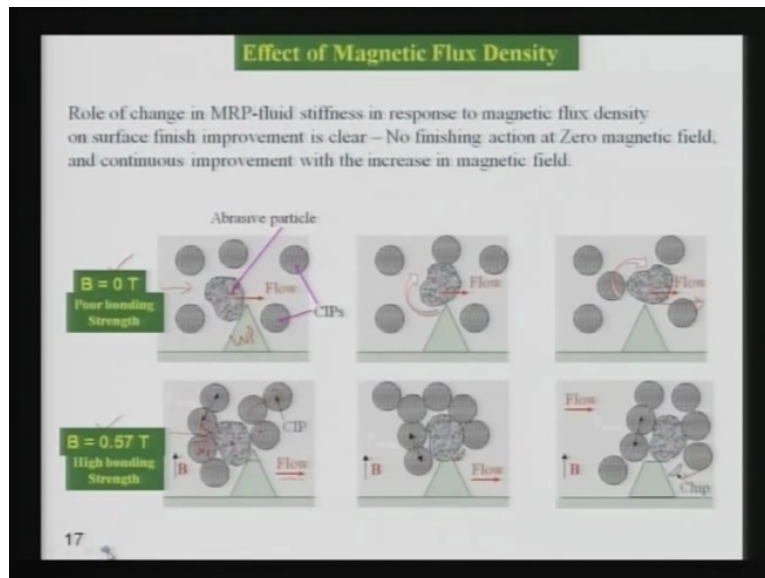 Effect of Magnetic Flux Density
Role of change in MRP-fluid stiffness in response to magnetic flux density
on surface finish improvement is clear – No finishing action at Zero magnetic field,
and continuous improvement with the increase in magnetic field.
Abrasive particle
B = 0 T
Poor bonding
Strength
Flow
Flow
Flow
CIPs
B = 0.57 T
High bonding
Strength
CIP
B
Flow
B
Flow
Flow
B
Chip
17